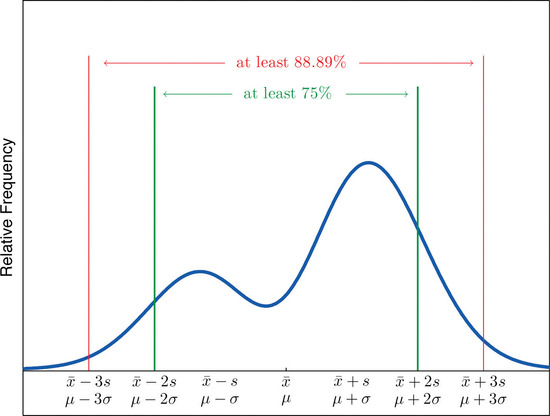 at least 88.89%
at least 75%
Relative Frequency
x̄ − 3s x̄ − 2s x̄ − s x̄ x̄ + s x̄ + 2s x̄ + 3s
μ − 3σ μ − 2σ μ − σ μ μ + σ μ + 2σ μ + 3σ